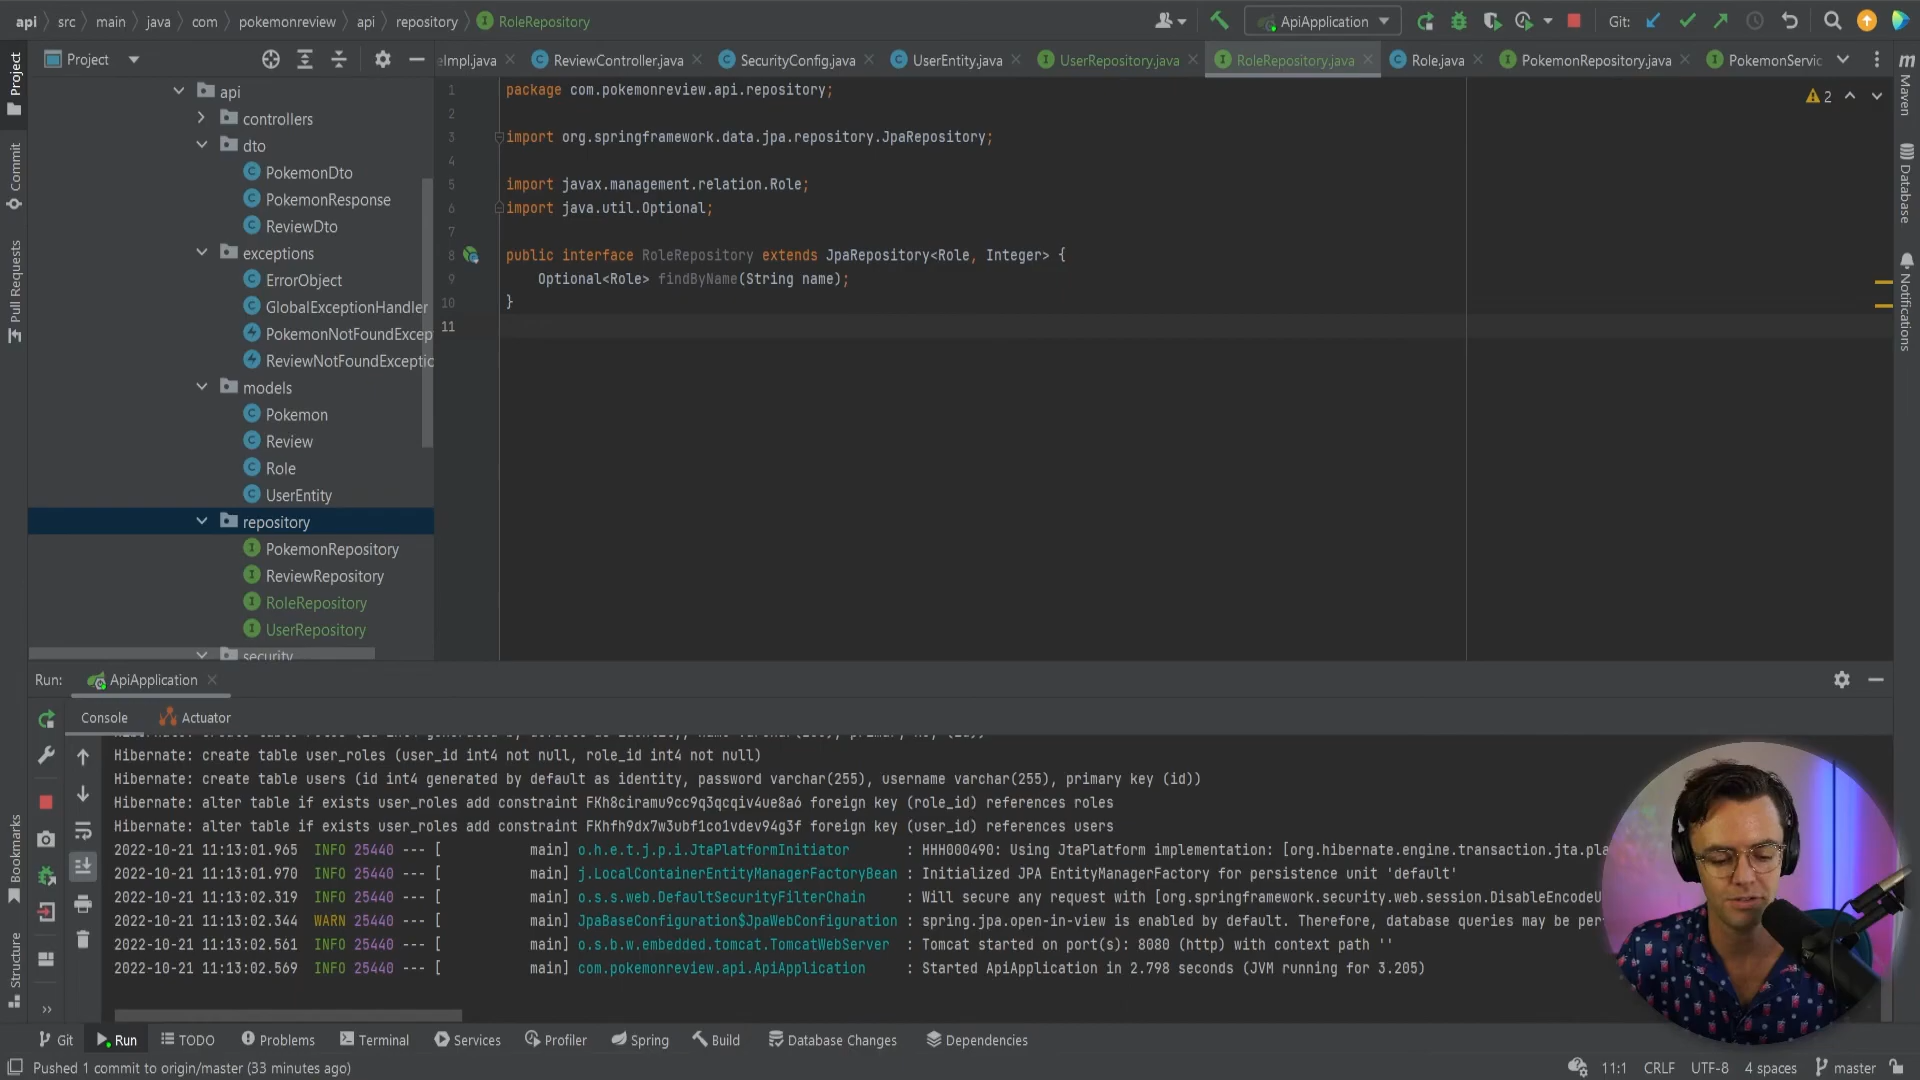 api > src > main > java > com > pokemonreview > api > repository > RoleRepository
ApiApplication
Git:
Project
elmpl.java
ReviewController.java
SecurityConfig.java
UserEntity.java
UserRepository.java
RoleRepository.java
Role.java
PokemonRepository.java
PokemonServic
Project
Commit
Pull Requests
Bookmarks
Structure
Maven
Database
Notifications
api
controllers
dto
PokemonDto
PokemonResponse
ReviewDto
exceptions
ErrorObject
GlobalExceptionHandler
PokemonNotFoundExcep
ReviewNotFoundExceptic
models
Pokemon
Review
Role
UserEntity
repository
PokemonRepository
ReviewRepository
RoleRepository
UserRepository
security
2
1 package com.pokemonreview.api.repository;
2
3 import org.springframework.data.jpa.repository.JpaRepository;
4
5 import javax.management.relation.Role;
6 import java.util.Optional;
7
8 public interface RoleRepository extends JpaRepository<Role, Integer> {
9 Optional<Role> findByName(String name);
10 }
11
Run: ApiApplication
Console Actuator
Hibernate: create table user_roles (user_id int4 not null, role_id int4 not null)
Hibernate: create table users (id int4 generated by default as identity, password varchar(255), username varchar(255), primary key (id))
Hibernate: alter table if exists user_roles add constraint FKh8ciramu9cc9q3qcqiv4ue8a6 foreign key (role_id) references roles
Hibernate: alter table if exists user_roles add constraint FKhfh9dx7w3ubf1co1vdev94g3f foreign key (user_id) references users
2022-10-21 11:13:01.965 INFO 25440 --- [ main] o.h.e.t.j.p.i.JtaPlatformInitiator : HHH000490: Using JtaPlatform implementation: [org.hibernate.engine.transaction.jta.pla
2022-10-21 11:13:01.970 INFO 25440 --- [ main] j.LocalContainerEntityManagerFactoryBean : Initialized JPA EntityManagerFactory for persistence unit 'default'
2022-10-21 11:13:02.319 INFO 25440 --- [ main] o.s.s.web.DefaultSecurityFilterChain : Will secure any request with [org.springframework.security.web.session.DisableEncodeU
2022-10-21 11:13:02.344 WARN 25440 --- [ main] JpaBaseConfiguration$JpaWebConfiguration : spring.jpa.open-in-view is enabled by default. Therefore, database queries may be per
2022-10-21 11:13:02.561 INFO 25440 --- [ main] o.s.b.w.embedded.tomcat.TomcatWebServer : Tomcat started on port(s): 8080 (http) with context path ''
2022-10-21 11:13:02.569 INFO 25440 --- [ main] com.pokemonreview.api.ApiApplication : Started ApiApplication in 2.798 seconds (JVM running for 3.205)
Git Run TODO Problems Terminal Services Profiler Spring Build Database Changes Dependencies
Pushed 1 commit to origin/master (33 minutes ago)
11:1 CRLF UTF-8 4 spaces master